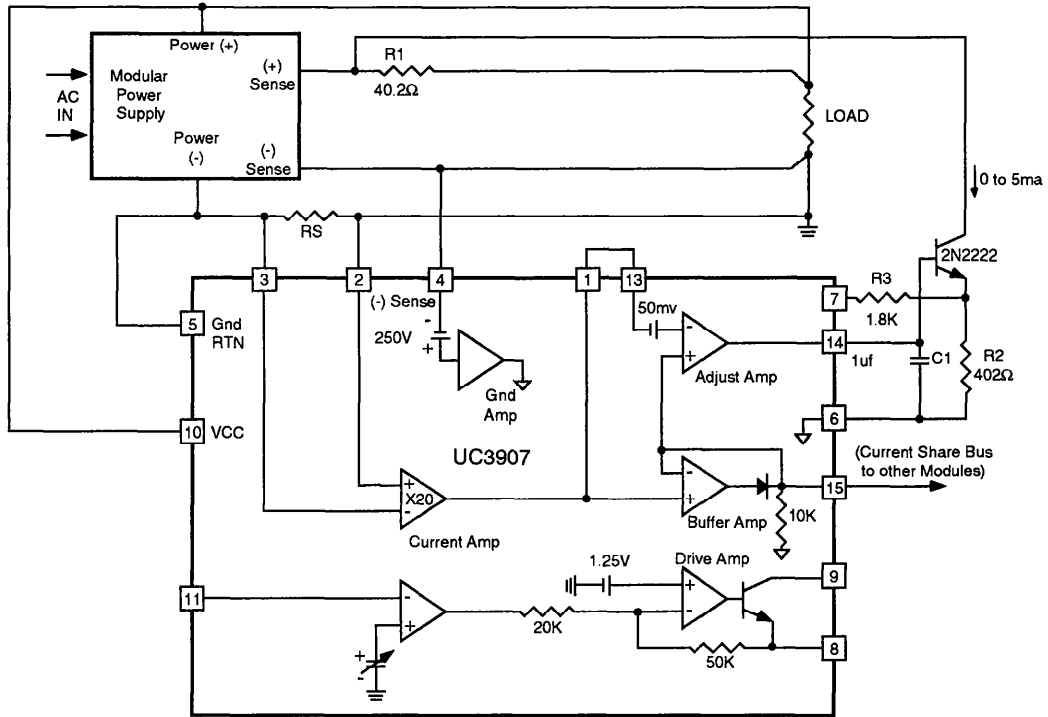 Power (+)
Modular
Power
Supply
(+)
Sense
AC
IN
Power
(-)
(-)
Sense
R1
40.2Ω
LOAD
0 to 5ma
RS
2N2222
3
2
4
1
13
(-) Sense
7
R3
1.8K
5
Gnd
RTN
250V
-
+
Gnd
Amp
50mv
-
+
Adjust Amp
14
1uf
C1
R2
402Ω
6
10
VCC
UC3907
(Current Share Bus
to other Modules)
+
X20
-
Current Amp
-
+
Buffer Amp
10K
15
11
-
+
+
-
20K
1.25V
Drive Amp
+
-
50K
9
8